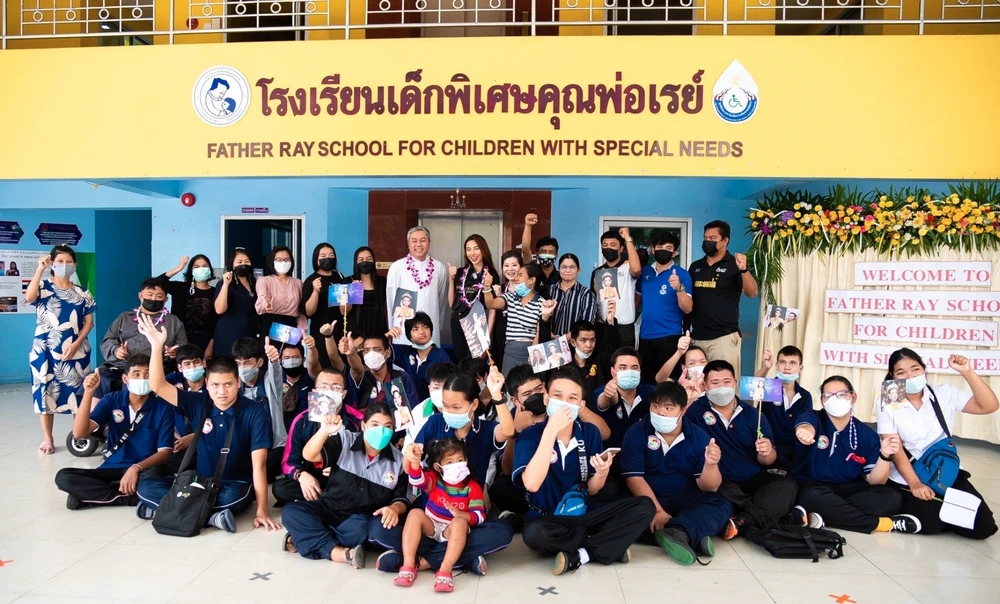 โรงเรียนเด็กพิเศษคุณพ่อเรย์
FATHER RAY SCHOOL FOR CHILDREN WITH SPECIAL NEEDS
WELCOME TO
FATHER RAY SCHO
FOR CHILDREN
WITH
KENZO